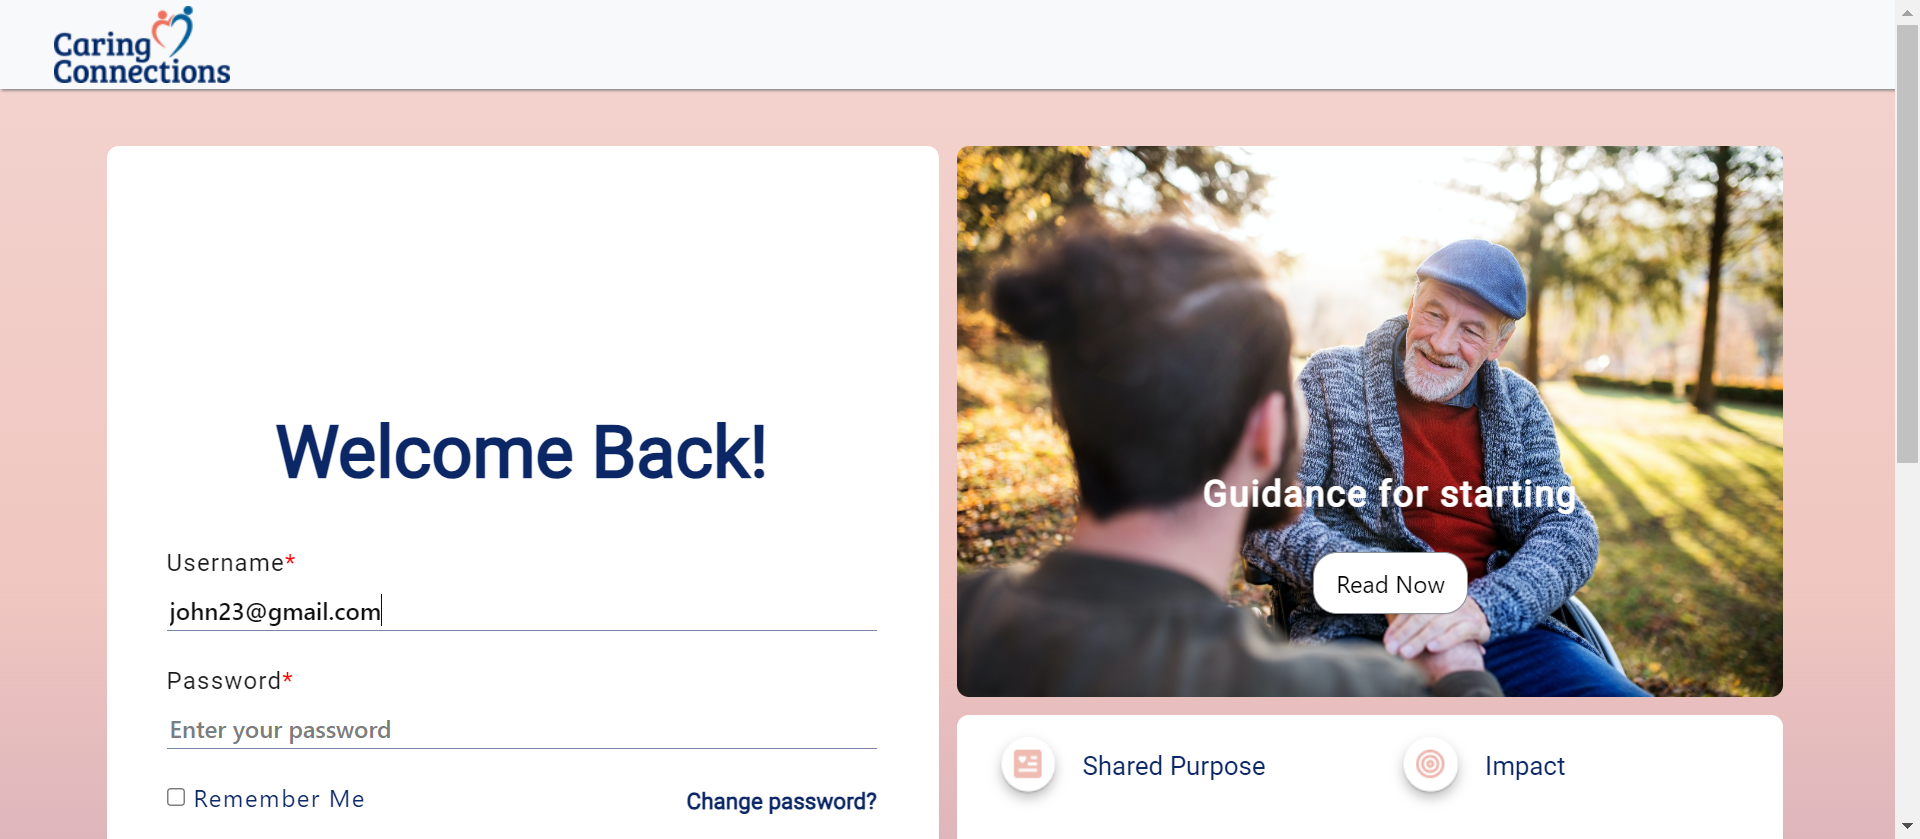 Caring
Connections
Welcome Back!
Username*
john23@gmail.com
Password*
Enter your password
Remember Me
Change password?
Guidance for starting
Read Now
Shared Purpose
Impact